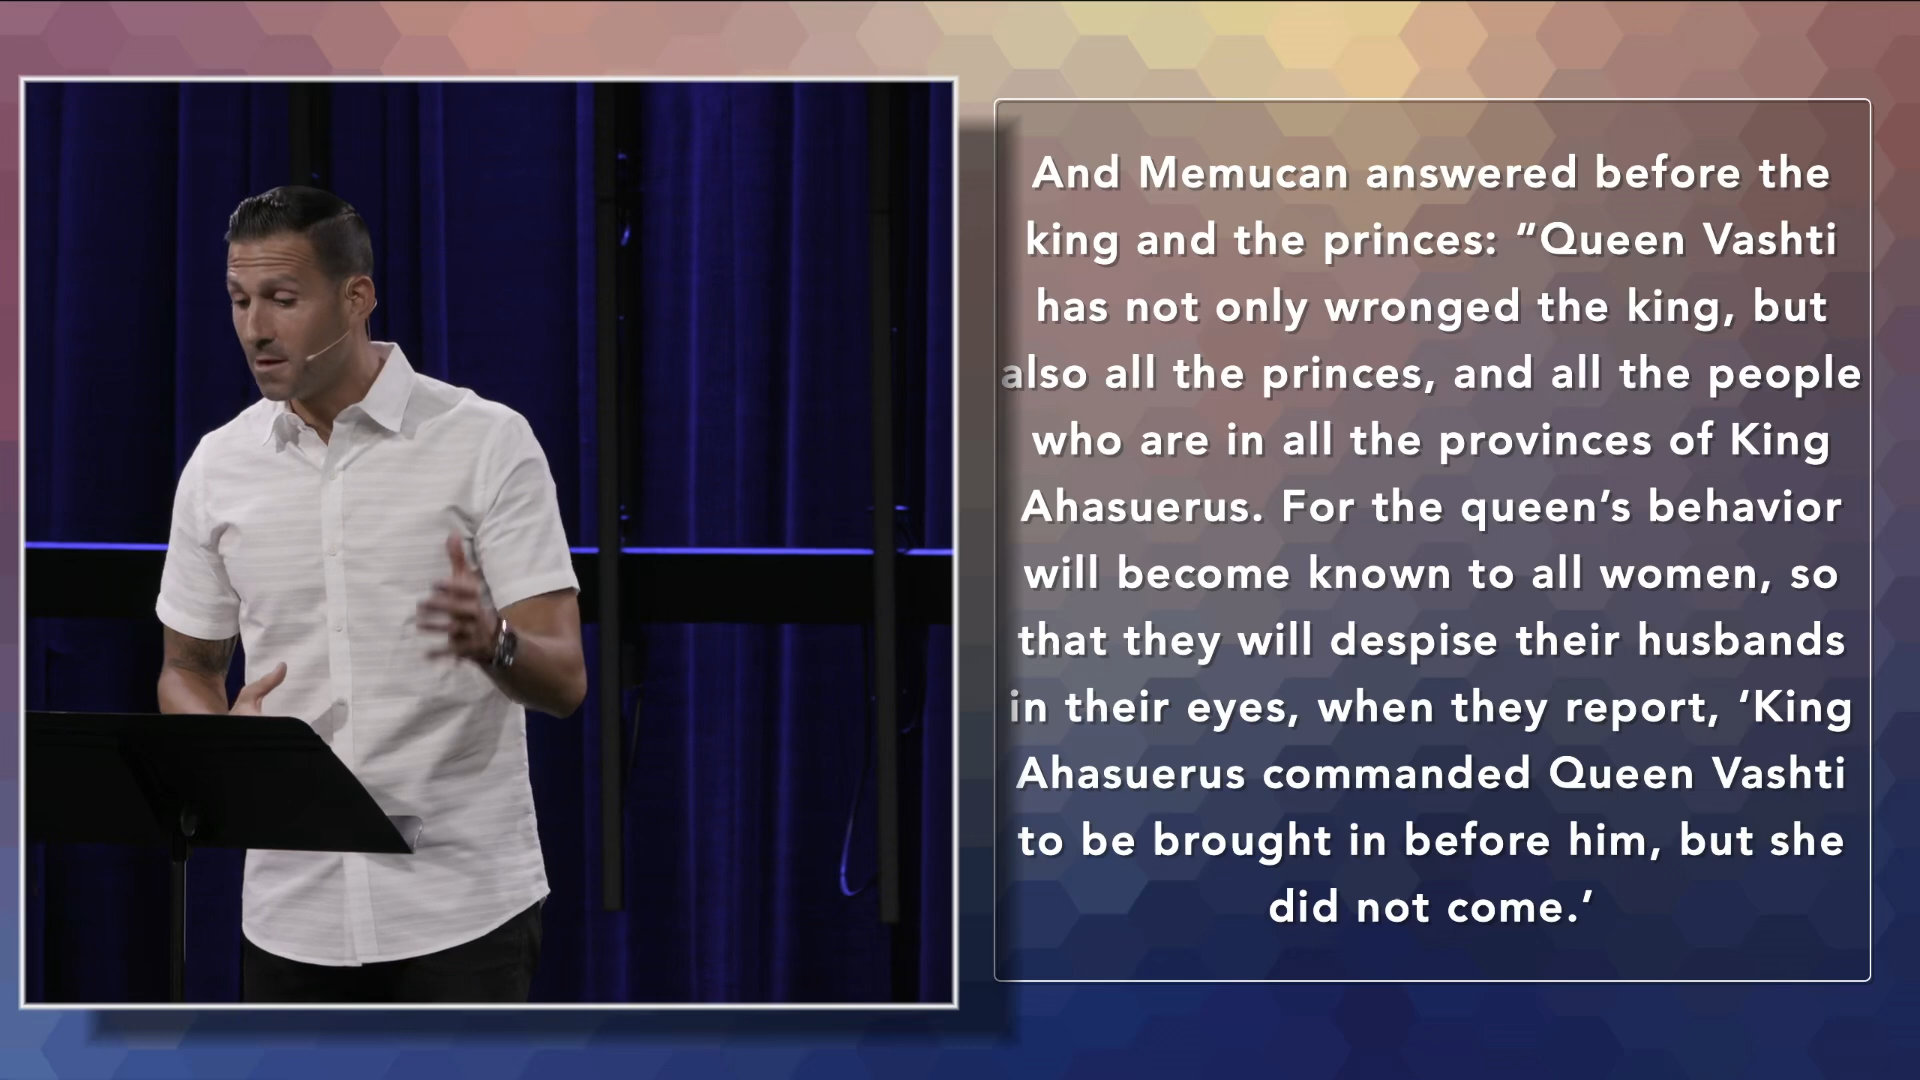 And Memucan answered before the
king and the princes: “Queen Vashti
has not only wronged the king, but
also all the princes, and all the people
who are in all the provinces of King
Ahasuerus. For the queen’s behavior
will become known to all women, so
that they will despise their husbands
in their eyes, when they report, ‘King
Ahasuerus commanded Queen Vashti
to be brought in before him, but she
did not come.’